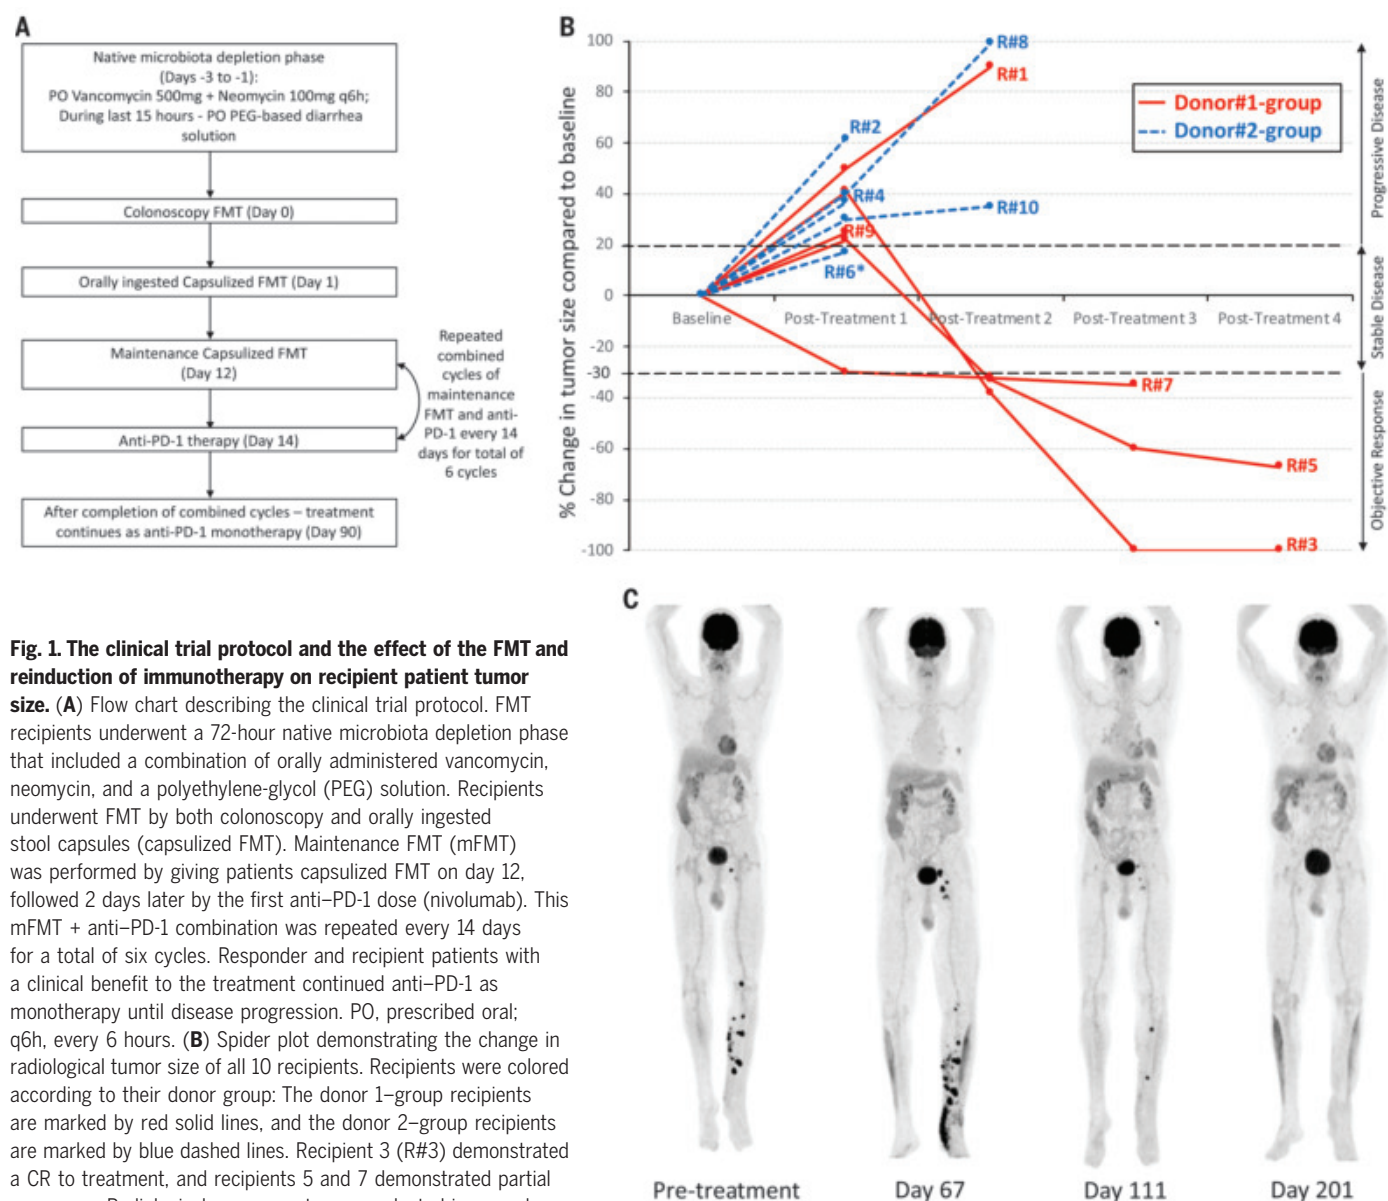 A
Native microbiota depletion phase
(Days -3 to -1):
PO Vancomycin 500mg + Neomycin 100mg q6h;
During last 15 hours - PO PEG-based diarrhea
solution
Colonoscopy FMT (Day 0)
Orally ingested Capsulized FMT (Day 1)
Maintenance Capsulized FMT
(Day 12)
Anti-PD-1 therapy (Day 14)
After completion of combined cycles – treatment
continues as anti-PD-1 monotherapy (Day 90)
Repeated
combined
cycles of
maintenance
FMT and anti-
PD-1 every 14
days for total of
6 cycles
B
% Change in tumor size compared to baseline
100
80
60
40
20
0
-20
-30
-40
-60
-80
-100
Baseline
Post-Treatment 1
Post-Treatment 2
Post-Treatment 3
Post-Treatment 4
R#8
R#1
R#2
R#4
R#10
R#9
R#6*
R#7
R#5
R#3
Donor#1-group
Donor#2-group
Progressive Disease
Stable Disease
Objective Response
Fig. 1. The clinical trial protocol and the effect of the FMT and
reinduction of immunotherapy on recipient patient tumor
size. (A) Flow chart describing the clinical trial protocol. FMT
recipients underwent a 72-hour native microbiota depletion phase
that included a combination of orally administered vancomycin,
neomycin, and a polyethylene-glycol (PEG) solution. Recipients
underwent FMT by both colonoscopy and orally ingested
stool capsules (capsulized FMT). Maintenance FMT (mFMT)
was performed by giving patients capsulized FMT on day 12,
followed 2 days later by the first anti–PD-1 dose (nivolumab). This
mFMT + anti–PD-1 combination was repeated every 14 days
for a total of six cycles. Responder and recipient patients with
a clinical benefit to the treatment continued anti–PD-1 as
monotherapy until disease progression. PO, prescribed oral;
q6h, every 6 hours. (B) Spider plot demonstrating the change in
radiological tumor size of all 10 recipients. Recipients were colored
according to their donor group: The donor 1–group recipients
are marked by red solid lines, and the donor 2–group recipients
are marked by blue dashed lines. Recipient 3 (R#3) demonstrated
a CR to treatment, and recipients 5 and 7 demonstrated partial
C
Pre-treatment
Day 67
Day 111
Day 201